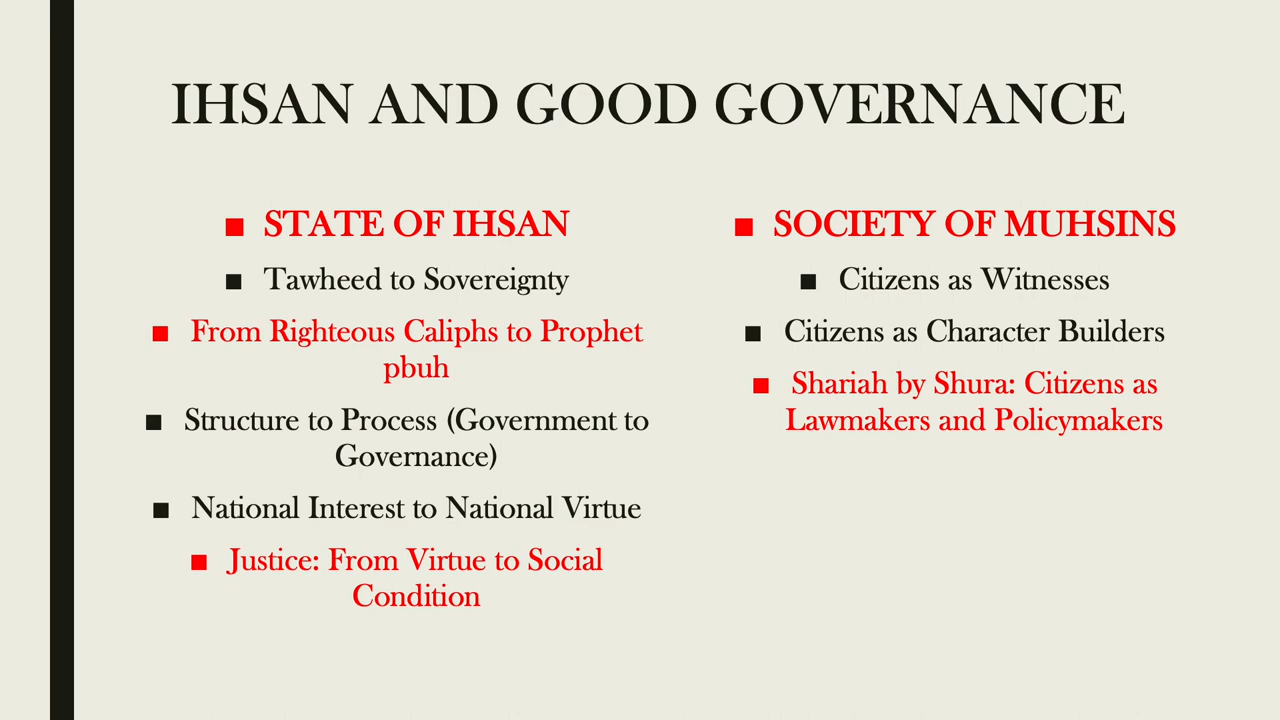 IHSAN AND GOOD GOVERNANCE
■ STATE OF IHSAN
■ Tawheed to Sovereignty
■ From Righteous Caliphs to Prophet
pbuh
■ Structure to Process (Government to
Governance)
■ National Interest to National Virtue
■ Justice: From Virtue to Social
Condition
■ SOCIETY OF MUHSINS
■ Citizens as Witnesses
■ Citizens as Character Builders
■ Shariah by Shura: Citizens as
Lawmakers and Policymakers